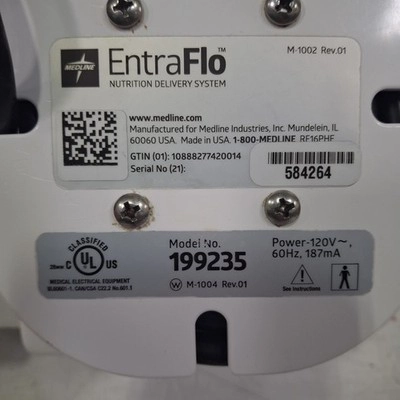 MEDLINE
EntraFlo™
NUTRITION DELIVERY SYSTEM
M-1002 Rev.01
www.medline.com
Manufactured for Medline Industries, Inc. Mundelein, IL
60060 USA. Made in USA. 1-800-MEDLINE RF16PHE
GTIN (01): 10888277420014
Serial No (21):
584264
CLASSIFIED
C UL US
MEDICAL ELECTRICAL EQUIPMENT
Model No.
199235
W M-1004 Rev.01
Power-120V~,
60Hz, 187mA
See Instructions